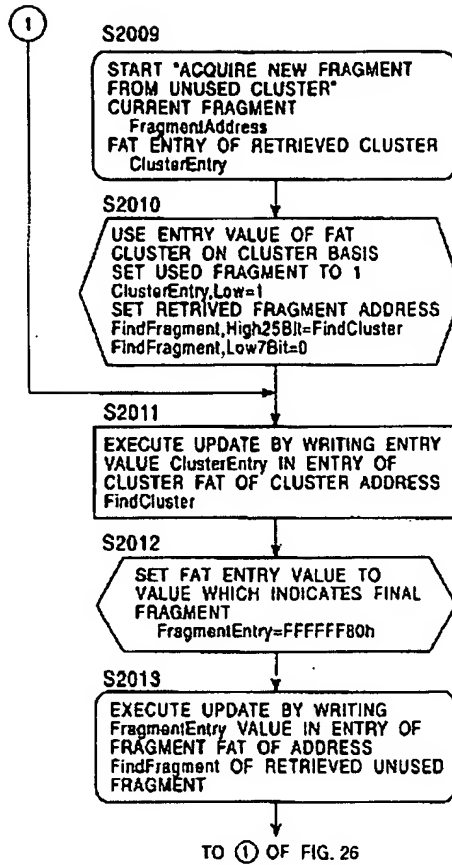 1
S2009
START "ACQUIRE NEW FRAGMENT
FROM UNUSED CLUSTER"
CURRENT FRAGMENT
FragmentAddress
FAT ENTRY OF RETRIEVED CLUSTER
ClusterEntry
S2010
USE ENTRY VALUE OF FAT
CLUSTER ON CLUSTER BASIS
SET USED FRAGMENT TO 1
ClusterEntry,Low=1
SET RETRIVED FRAGMENT ADDRESS
FindFragment,High25Bit=FindCluster
FindFragment,Low7Bit=0
S2011
EXECUTE UPDATE BY WRITING ENTRY
VALUE ClusterEntry IN ENTRY OF
CLUSTER FAT OF CLUSTER ADDRESS
FindCluster
S2012
SET FAT ENTRY VALUE TO
VALUE WHICH INDICATES FINAL
FRAGMENT
FragmentEntry=FFFFFF80h
S2013
EXECUTE UPDATE BY WRITING
FragmentEntry VALUE IN ENTRY OF
FRAGMENT FAT OF ADDRESS
FindFragment OF RETRIEVED UNUSED
FRAGMENT
TO 1 OF FIG. 26